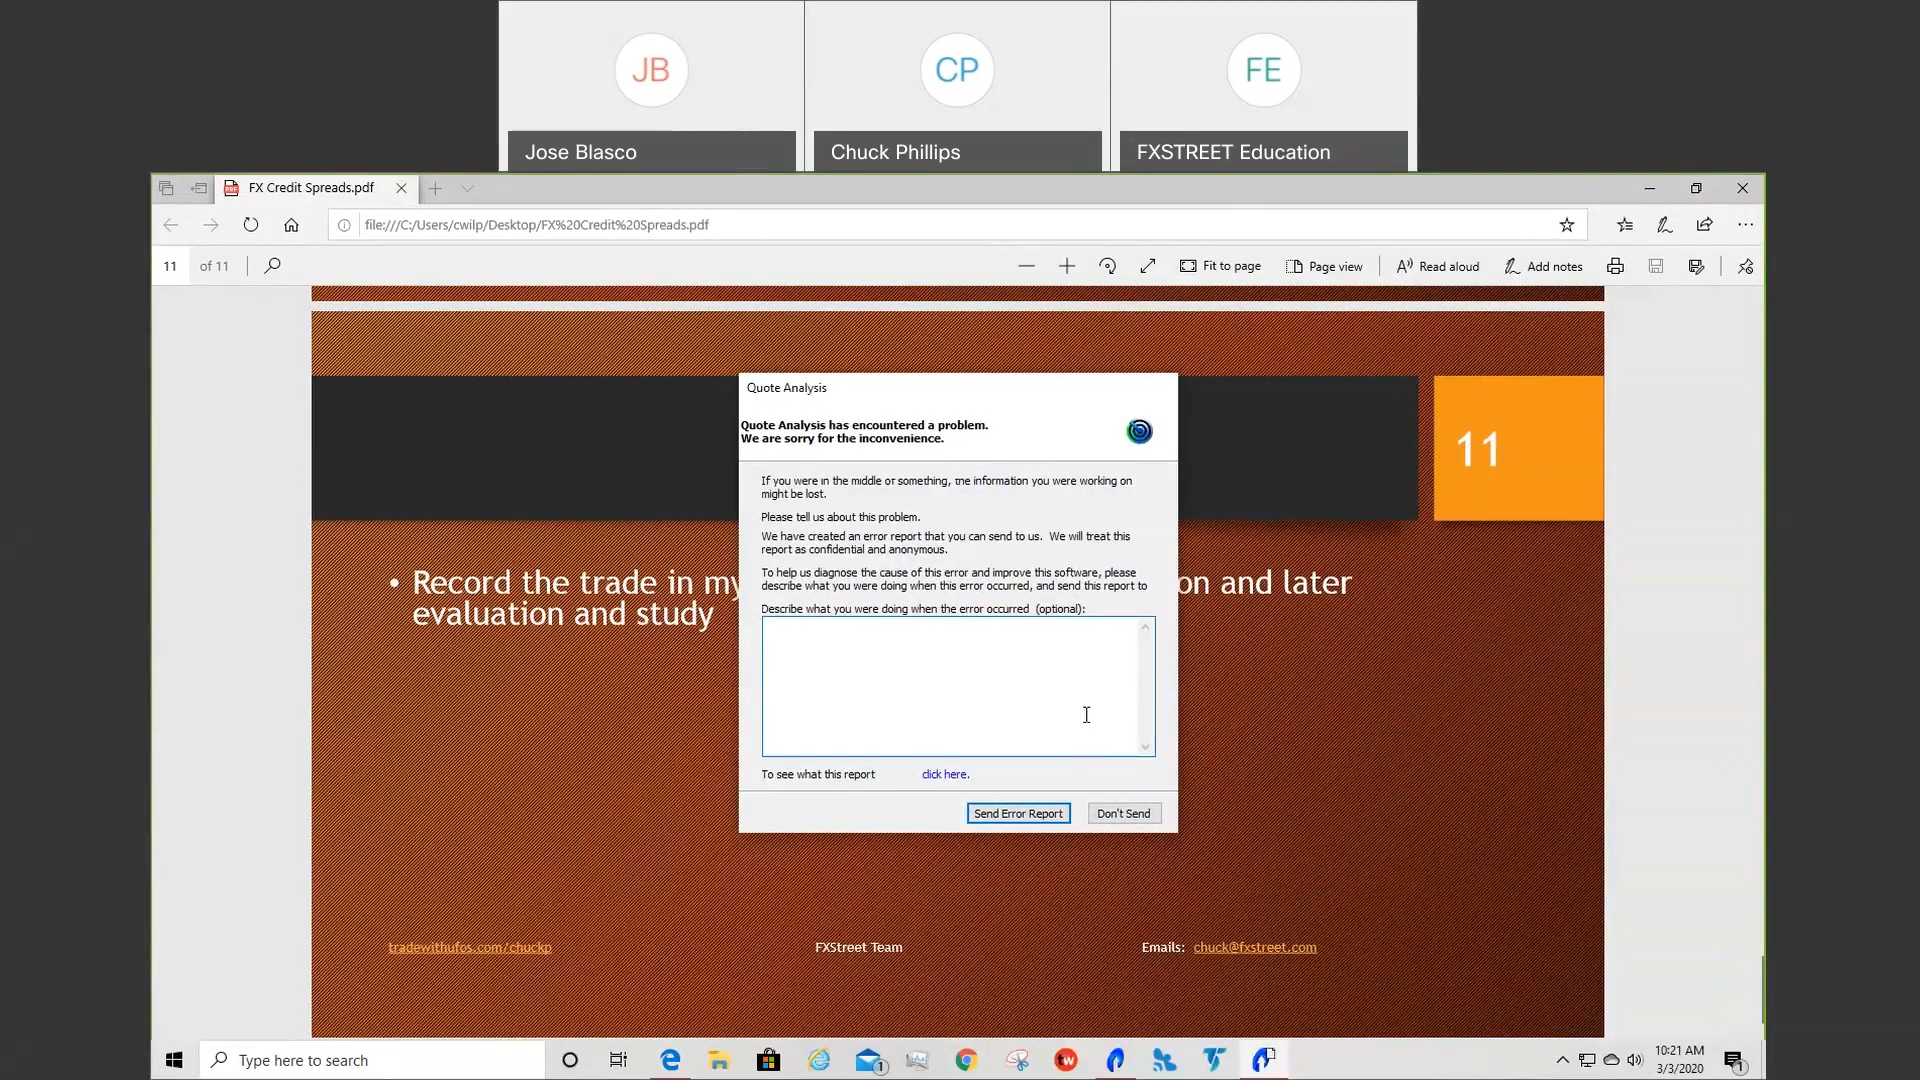 JB
CP
FE
Jose Blasco
Chuck Phillips
FXSTREET Education
FX Credit Spreads.pdf
file:///C:/Users/cwilp/Desktop/FX%20Credit%20Spreads.pdf
11 of 11
Fit to page
Page view
Read aloud
Add notes
11
Quote Analysis
Quote Analysis has encountered a problem.
We are sorry for the inconvenience.
If you were in the middle or something, the information you were working on
might be lost.
Please tell us about this problem.
We have created an error report that you can send to us. We will treat this
report as confidential and anonymous.
To help us diagnose the cause of this error and improve this software, please
describe what you were doing when this error occurred, and send this report to
Describe what you were doing when the error occurred (optional):
To see what this report click here.
Send Error Report
Don't Send
• Record the trade in my on and later
evaluation and study
tradewithufos.com/chuckp
FXStreet Team
Emails: chuck@fxstreet.com
Type here to search
1
tw
10:21 AM
3/3/2020
1